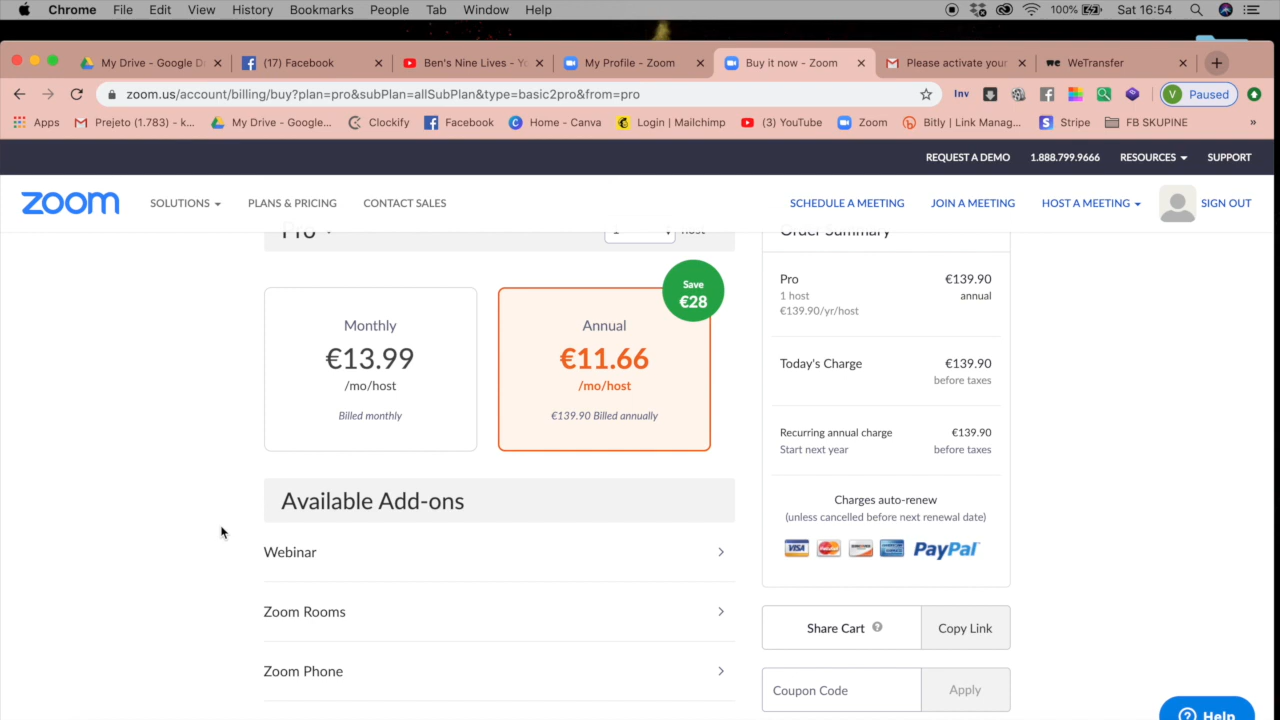 Chrome File Edit View History Bookmarks People Tab Window Help 100% Sat 16:54
My Drive - Google D (17) Facebook Ben's Nine Lives - Yo My Profile - Zoom Buy it now - Zoom Please activate your WeTransfer
zoom.us/account/billing/buy?plan=pro&subPlan=allSubPlan&type=basic2pro&from=pro Inv V Paused
Apps Prejeto (1.783) - k... My Drive - Google... Clockify Facebook Home - Canva Login | Mailchimp (3) YouTube Zoom Bitly | Link Manag... Stripe FB SKUPINE »
REQUEST A DEMO 1.888.799.9666 RESOURCES SUPPORT
zoom SOLUTIONS PLANS & PRICING CONTACT SALES SCHEDULE A MEETING JOIN A MEETING HOST A MEETING SIGN OUT
Pro
Order Summary
Save
€28
Monthly
€13.99
/mo/host
Billed monthly
Annual
€11.66
/mo/host
€139.90 Billed annually
Pro €139.90
1 host annual
€139.90/yr/host
Today's Charge €139.90
before taxes
Recurring annual charge €139.90
Start next year before taxes
Charges auto-renew
(unless cancelled before next renewal date)
VISA PayPal
Available Add-ons
Webinar
Zoom Rooms
Zoom Phone
Share Cart ? Copy Link
Coupon Code Apply
? Help